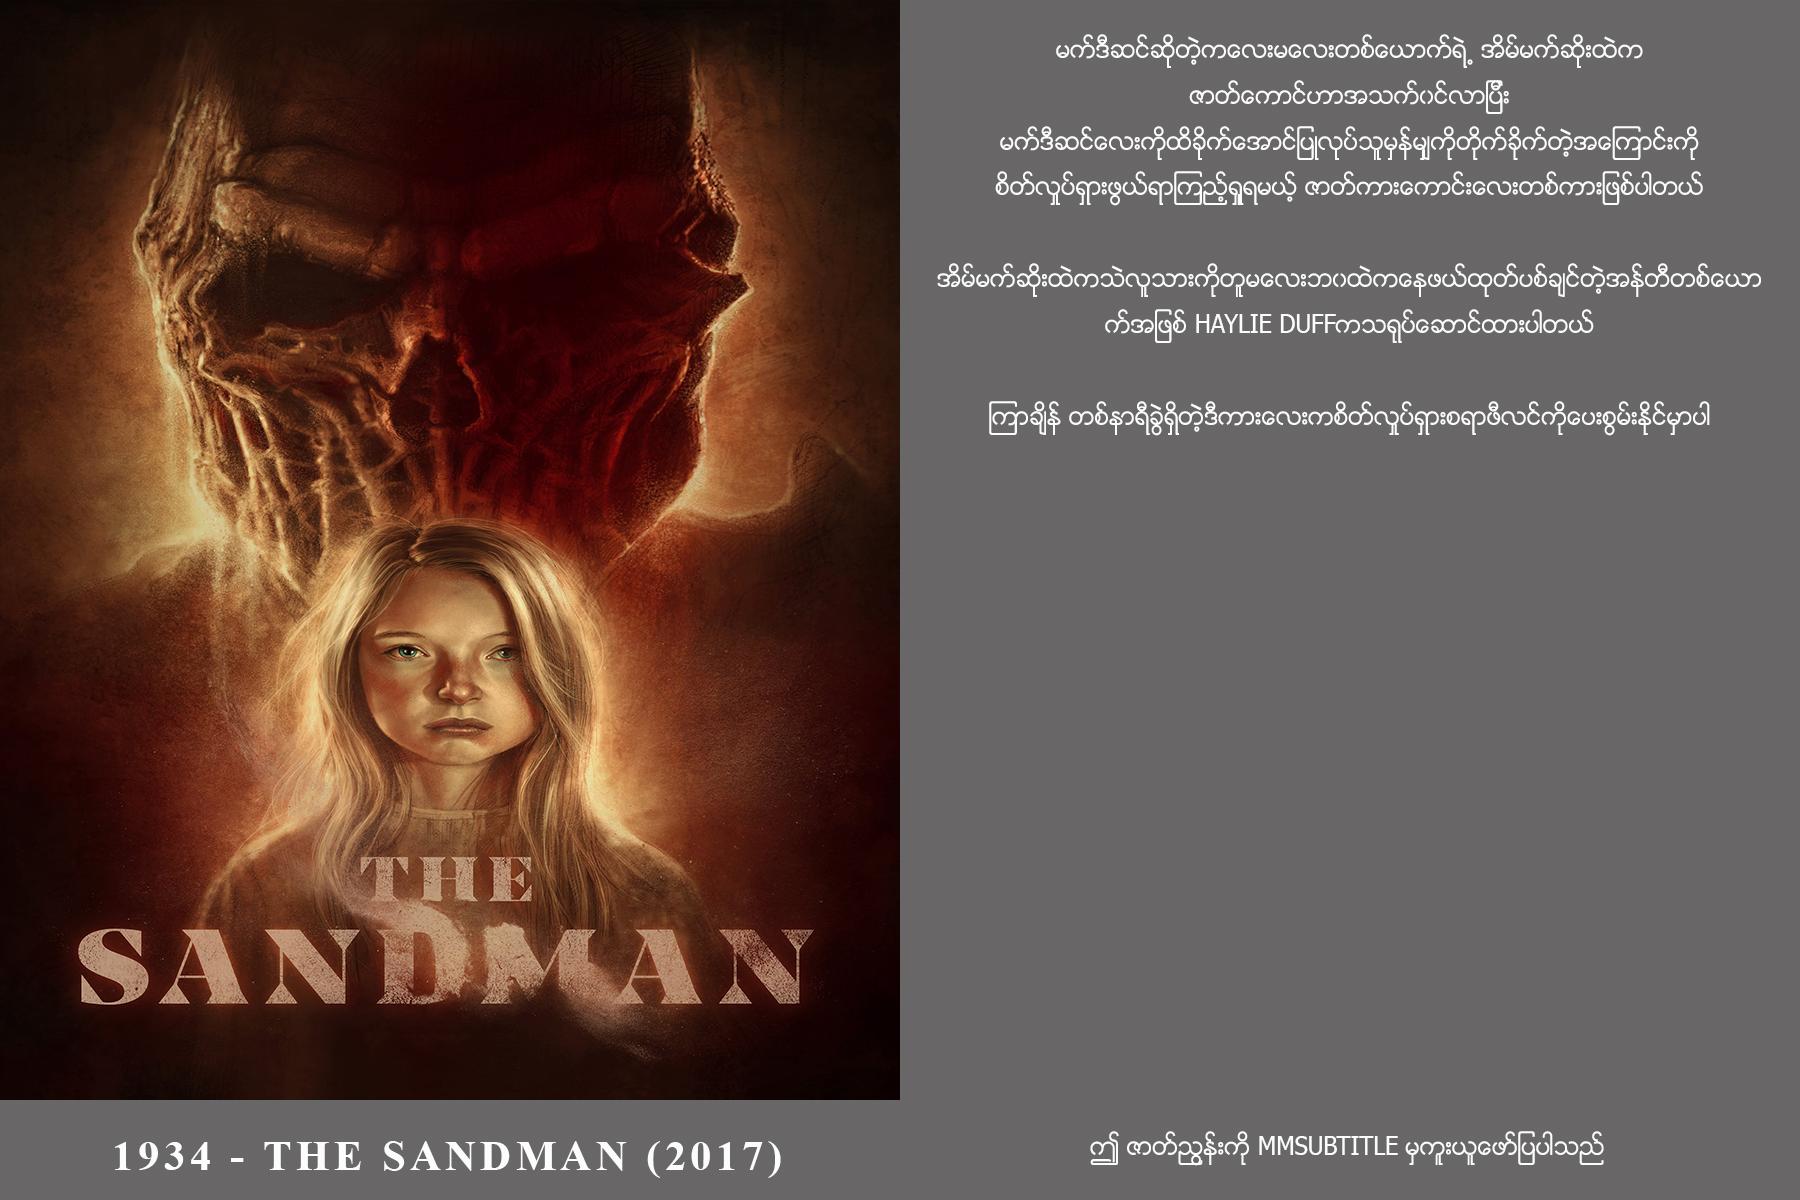 THE
SANDMAN
1934 - THE SANDMAN (2017)
မက်ဒီဆင်ဆိုတဲ့ကလေးမလေးတစ်ယောက်ရဲ့ အိမ်မက်ဆိုးထဲက
ဇာတ်ကောင်ဟာအသက်ဝင်လာပြီး
မက်ဒီဆင်လေးကိုထိခိုက်အောင်ပြုလုပ်သူမှန်မျှကိုတိုက်ခိုက်တဲ့အကြောင်းကို
စိတ်လှုပ်ရှားဖွယ်ရာကြည့်ရှုရမယ့် ဇာတ်ကားကောင်းလေးတစ်ကားဖြစ်ပါတယ်
အိမ်မက်ဆိုးထဲကသဲလူသားကိုတူမလေးဘဝထဲကနေဖယ်ထုတ်ပစ်ချင်တဲ့အန်တီတစ်ယော
က်အဖြစ် HAYLIE DUFFကသရုပ်ဆောင်ထားပါတယ်
ကြာချိန် တစ်နာရီခွဲရှိတဲ့ဒီကားလေးကစိတ်လှုပ်ရှားစရာဖီလင်ကိုပေးစွမ်းနိုင်မှာပါ
ဤ ဇာတ်ညွှန်းကို MMSUBTITLE မှကူးယူဖော်ပြပါသည်